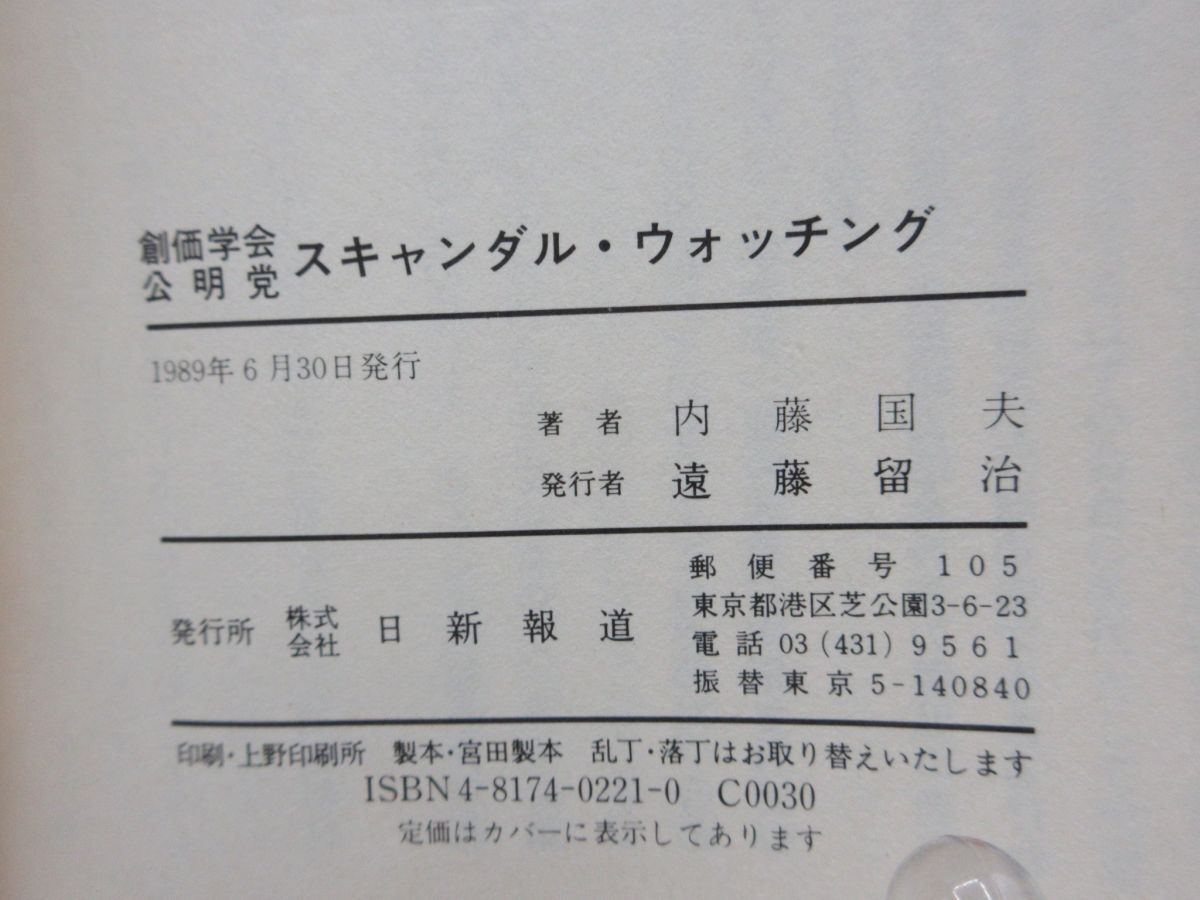 創価学会 公明党 スキャンダル・ウォッチング
1989年6月30日発行
著者 内藤国夫
発行者 遠藤留治
発行所 株式会社 日新報道
郵便番号 105
東京都港区芝公園3-6-23
電話 03(431)9561
振替東京5-140840
印刷・上野印刷所 製本・宮田製本 乱丁・落丁はお取り替えいたします
ISBN4-8174-0221-0 C0030
定価はカバーに表示してあります